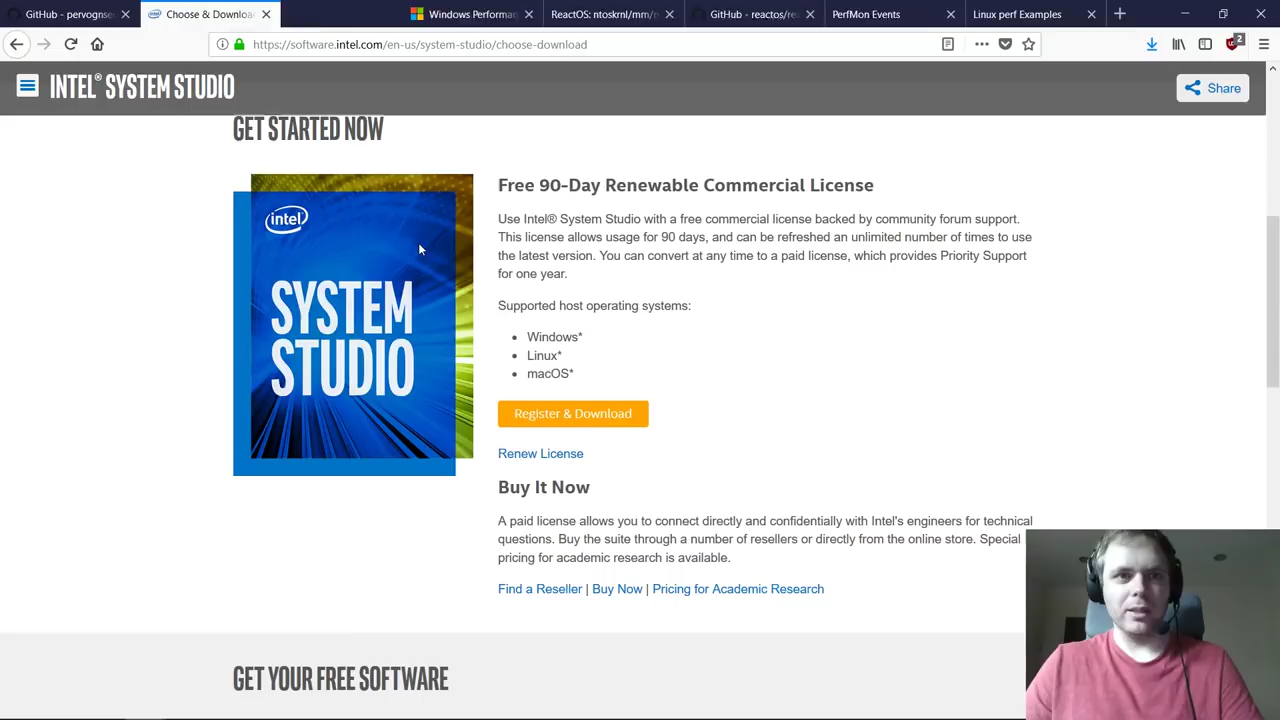 GitHub - pervognse
Choose & Downloa
Windows Performan
ReactOS: ntoskrnl/mm/n
GitHub - reactos/rea
PerfMon Events
Linux perf Examples
https://software.intel.com/en-us/system-studio/choose-download
2
INTEL® SYSTEM STUDIO
Share
GET STARTED NOW
intel
SYSTEM
STUDIO
Free 90-Day Renewable Commercial License
Use Intel® System Studio with a free commercial license backed by community forum support.
This license allows usage for 90 days, and can be refreshed an unlimited number of times to use
the latest version. You can convert at any time to a paid license, which provides Priority Support
for one year.
Supported host operating systems:
• Windows*
• Linux*
• macOS*
Register & Download
Renew License
Buy It Now
A paid license allows you to connect directly and confidentially with Intel's engineers for technical
questions. Buy the suite through a number of resellers or directly from the online store. Special
pricing for academic research is available.
Find a Reseller | Buy Now | Pricing for Academic Research
GET YOUR FREE SOFTWARE